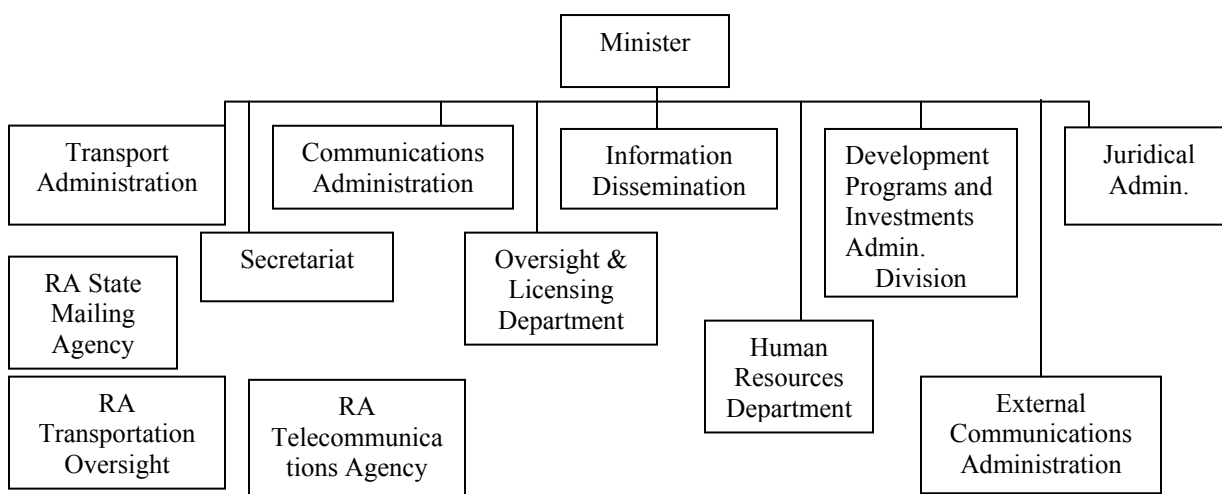 Minister
Transport
Administration
Communications
Administration
Information
Dissemination
Development
Programs and
Investments
Admin.
Division
Juridical
Admin.
Secretariat
Oversight &
Licensing
Department
RA State
Mailing
Agency
Human
Resources
Department
RA
Transportation
Oversight
RA
Telecommunica
tions Agency
External
Communications
Administration